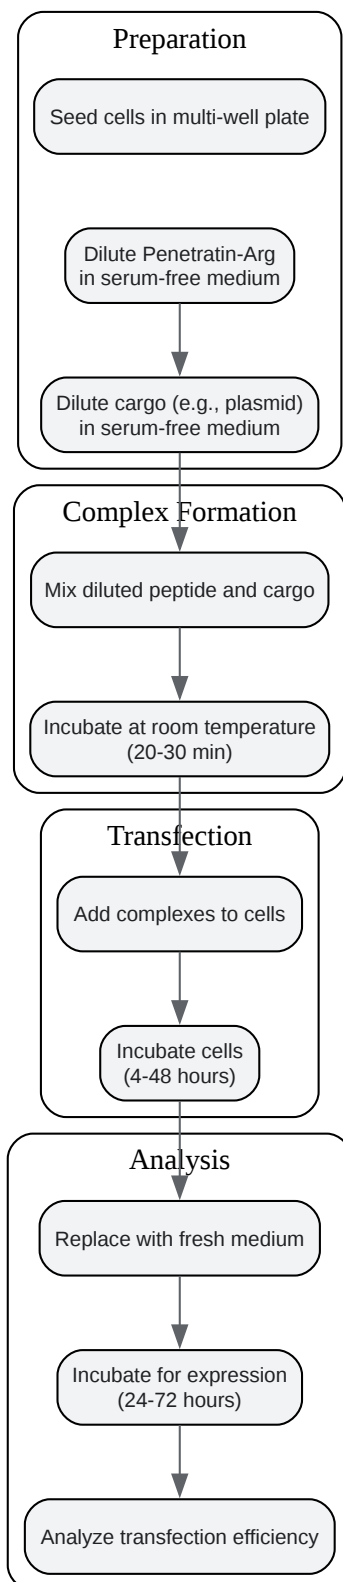 Preparation
Seed cells in multi-well plate
Dilute Penetratin-Arg
in serum-free medium
Dilute cargo (e.g., plasmid)
in serum-free medium
Complex Formation
Mix diluted peptide and cargo
Incubate at room temperature
(20-30 min)
Transfection
Add complexes to cells
Incubate cells
(4-48 hours)
Analysis
Replace with fresh medium
Incubate for expression
(24-72 hours)
Analyze transfection efficiency